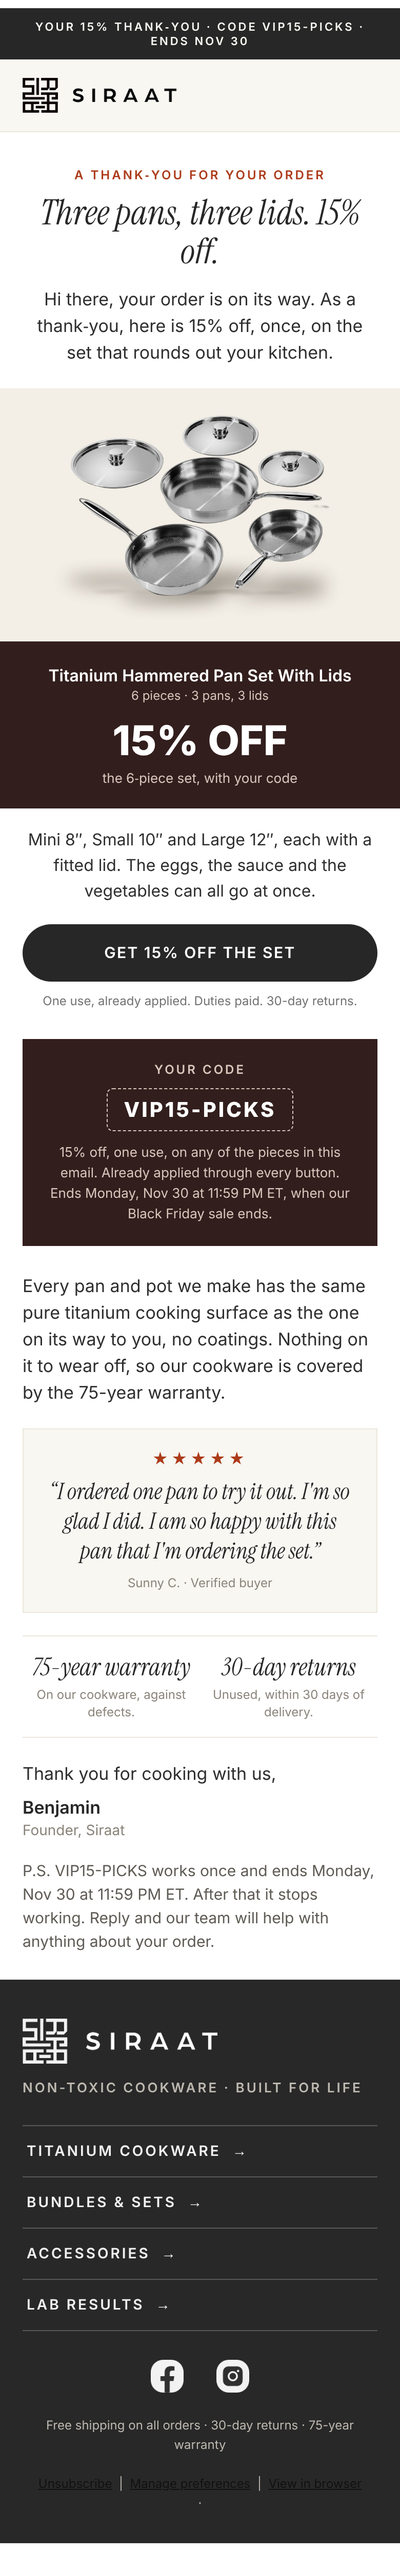 YOUR 15% THANK-YOU · CODE VIP15-PICKS ·
ENDS NOV 30
SIRAAT
A THANK-YOU FOR YOUR ORDER
Three pans, three lids. 15%
off.
Hi there, your order is on its way. As a
thank-you, here is 15% off, once, on the
set that rounds out your kitchen.
Titanium Hammered Pan Set With Lids
6 pieces · 3 pans, 3 lids
15% OFF
the 6-piece set, with your code
Mini 8″, Small 10″ and Large 12″, each with a
fitted lid. The eggs, the sauce and the
vegetables can all go at once.
GET 15% OFF THE SET
One use, already applied. Duties paid. 30-day returns.
YOUR CODE
VIP15-PICKS
15% off, one use, on any of the pieces in this
email. Already applied through every button.
Ends Monday, Nov 30 at 11:59 PM ET, when our
Black Friday sale ends.
Every pan and pot we make has the same
pure titanium cooking surface as the one
on its way to you, no coatings. Nothing on
it to wear off, so our cookware is covered
by the 75-year warranty.
★★★★★
“I ordered one pan to try it out. I'm so
glad I did. I am so happy with this
pan that I'm ordering the set.”
Sunny C. · Verified buyer
75-year warranty
On our cookware, against
defects.
30-day returns
Unused, within 30 days of
delivery.
Thank you for cooking with us,
Benjamin
Founder, Siraat
P.S. VIP15-PICKS works once and ends Monday,
Nov 30 at 11:59 PM ET. After that it stops
working. Reply and our team will help with
anything about your order.
SIRAAT
NON-TOXIC COOKWARE · BUILT FOR LIFE
TITANIUM COOKWARE →
BUNDLES & SETS →
ACCESSORIES →
LAB RESULTS →
Free shipping on all orders · 30-day returns · 75-year
warranty
Unsubscribe | Manage preferences | View in browser
.